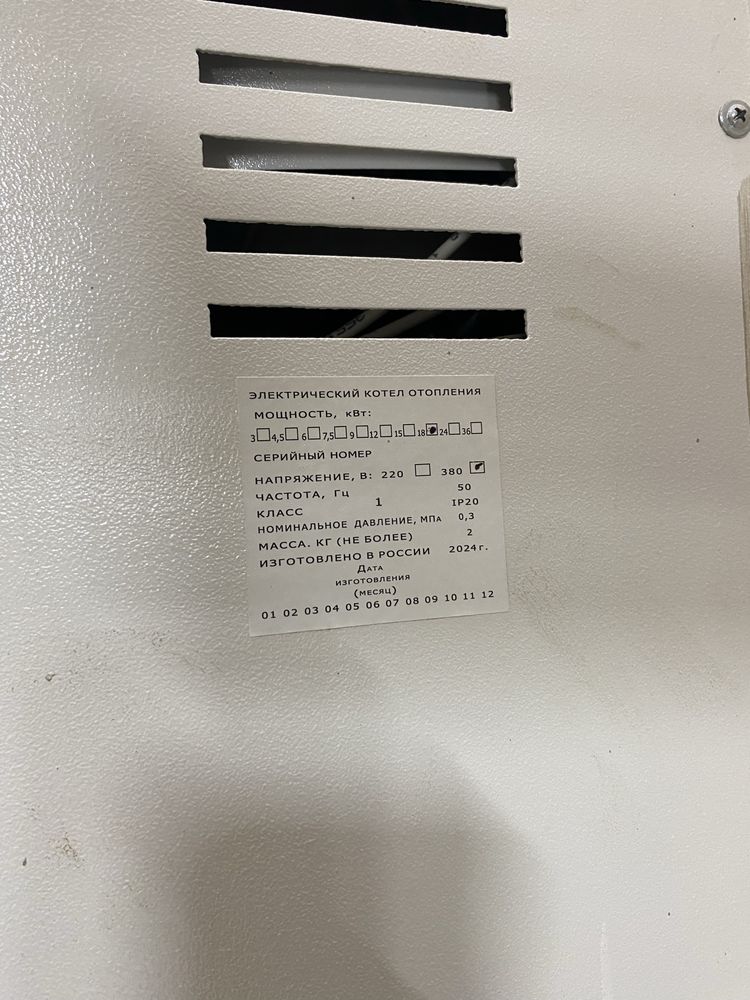 ЭЛЕКТРИЧЕСКИЙ КОТЕЛ ОТОПЛЕНИЯ
МОЩНОСТЬ, кВт:
3 4,5 6 7,5 9 12 15 18 24 36
СЕРИЙНЫЙ НОМЕР
НАПРЯЖЕНИЕ, В: 220 380
ЧАСТОТА, Гц 50
КЛАСС 1 IP20
НОМИНАЛЬНОЕ ДАВЛЕНИЕ, МПА 0,3
МАССА. КГ (НЕ БОЛЕЕ) 2
ИЗГОТОВЛЕНО В РОССИИ 2024г.
ДАТА
ИЗГОТОВЛЕНИЯ
(МЕСЯЦ)
01 02 03 04 05 06 07 08 09 10 11 12